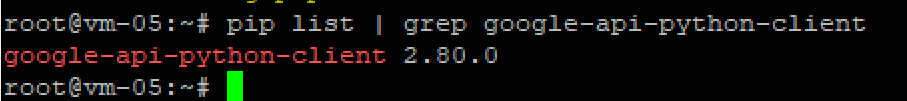 root@vm-05:~# pip list | grep google-api-python-client
google-api-python-client 2.80.0
root@vm-05:~#